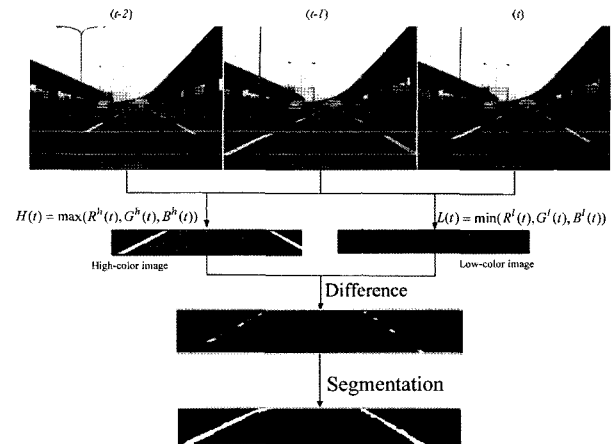 (t-2) (t-1) (t)
H(t) = max(R^h(t), G^h(t), B^h(t)) L(t) = min(R^l(t), G^l(t), B^l(t))
High-color image Low-color image
Difference
Segmentation